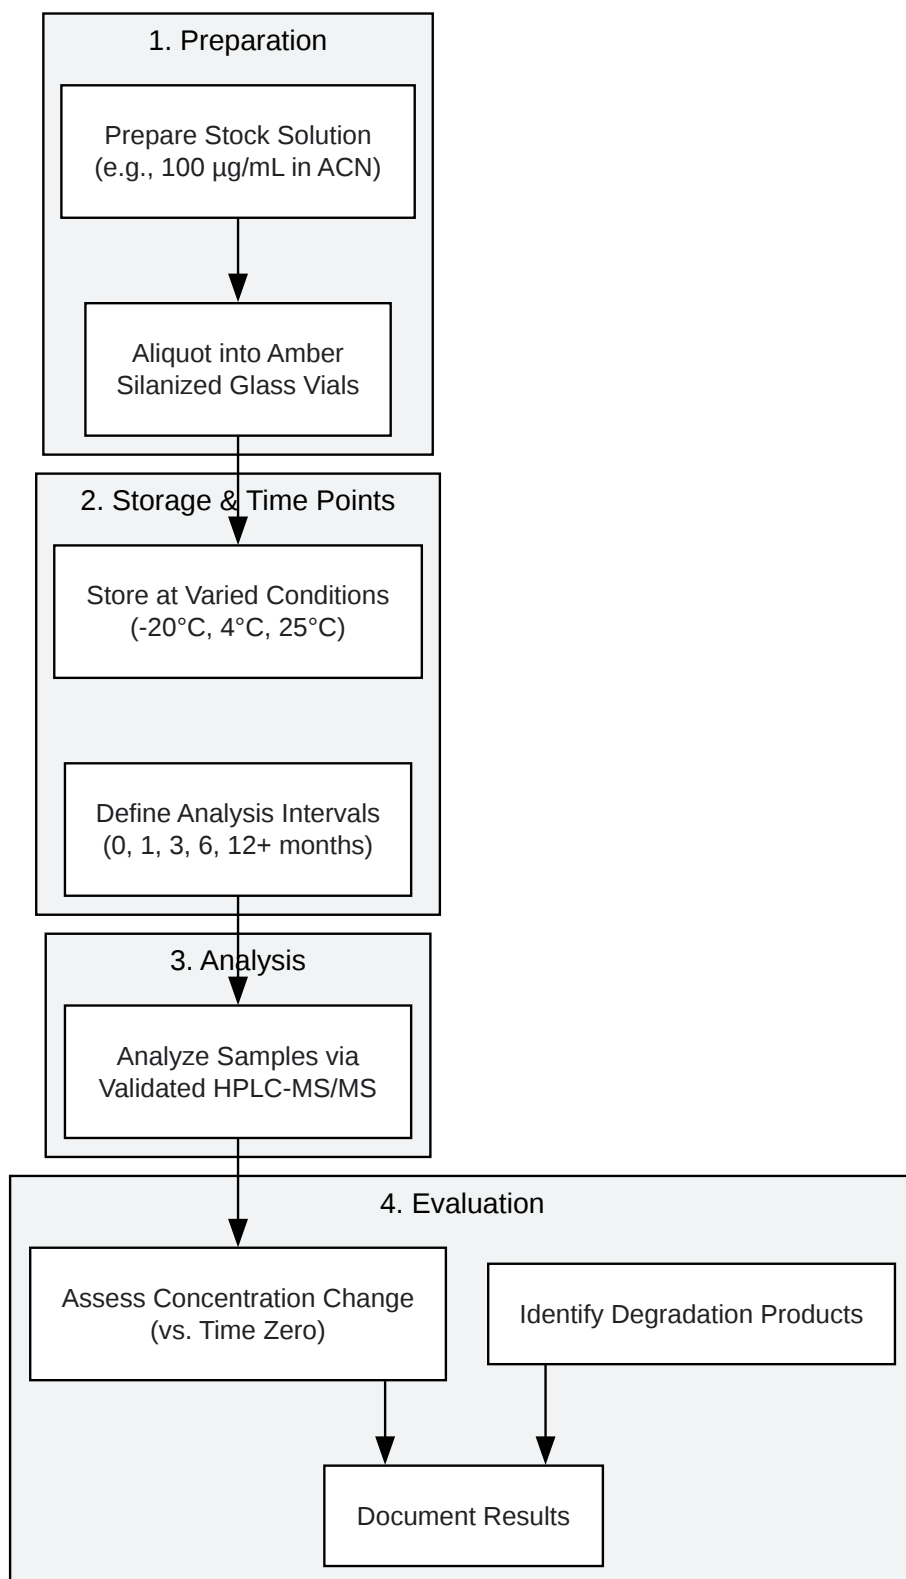 1. Preparation
Prepare Stock Solution
(e.g., 100 µg/mL in ACN)
Aliquot into Amber
Silanized Glass Vials
2. Storage & Time Points
Store at Varied Conditions
(-20°C, 4°C, 25°C)
Define Analysis Intervals
(0, 1, 3, 6, 12+ months)
3. Analysis
Analyze Samples via
Validated HPLC-MS/MS
4. Evaluation
Assess Concentration Change
(vs. Time Zero)
Identify Degradation Products
Document Results